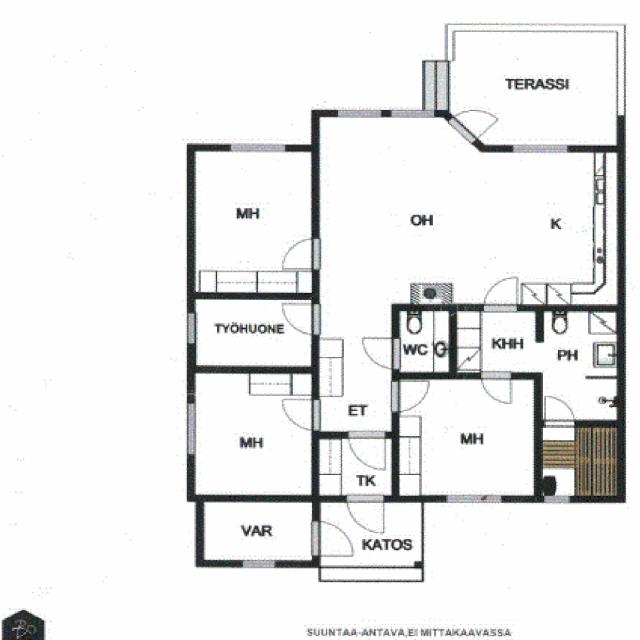 TERASSI
MH
OH
K
TYÖHUONE
WC
KHH
PH
ET
MH
MH
TK
VAR
KATOS
SUUNTAA-ANTAVA,EI MITTAKAAVASSA